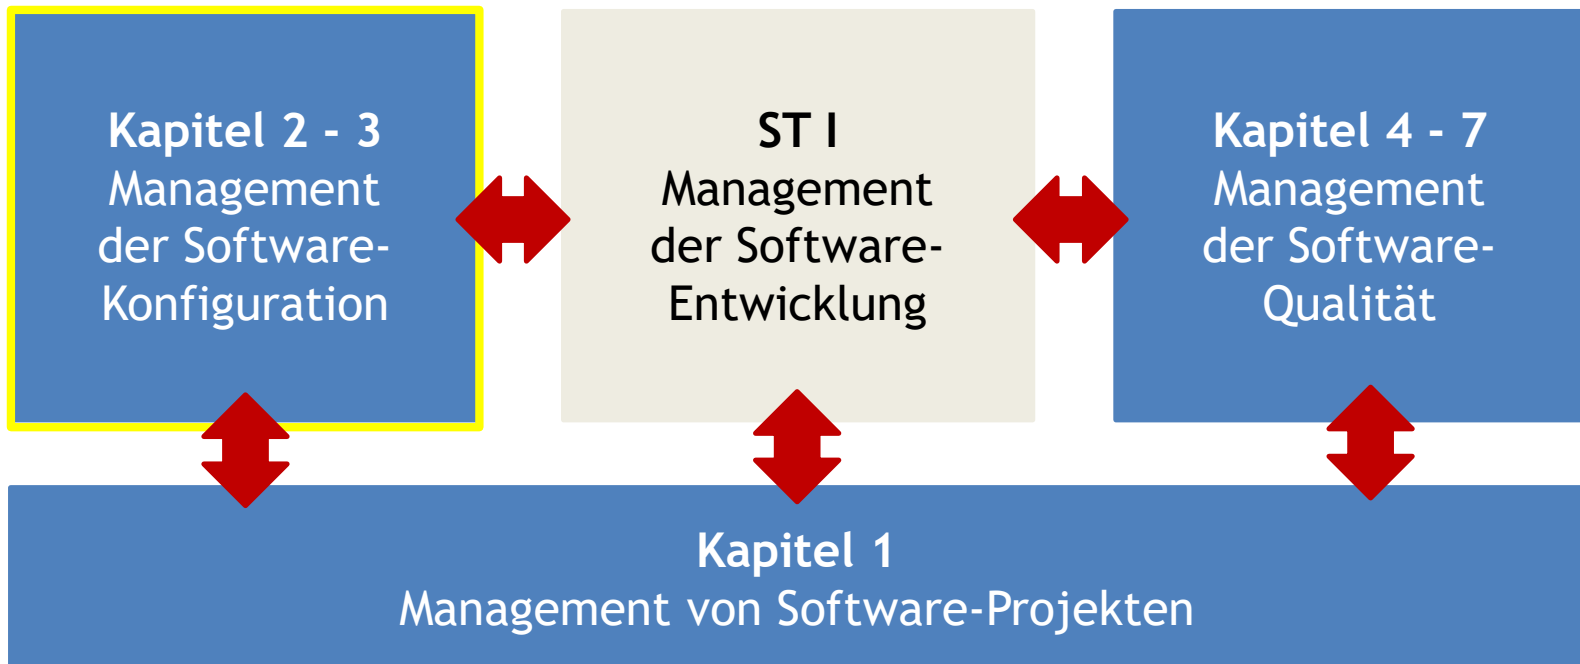 Kapitel 2 - 3
Management
der Software-
Konfiguration
ST I
Management
der Software-
Entwicklung
Kapitel 4 - 7
Management
der Software-
Qualität
Kapitel 1
Management von Software-Projekten